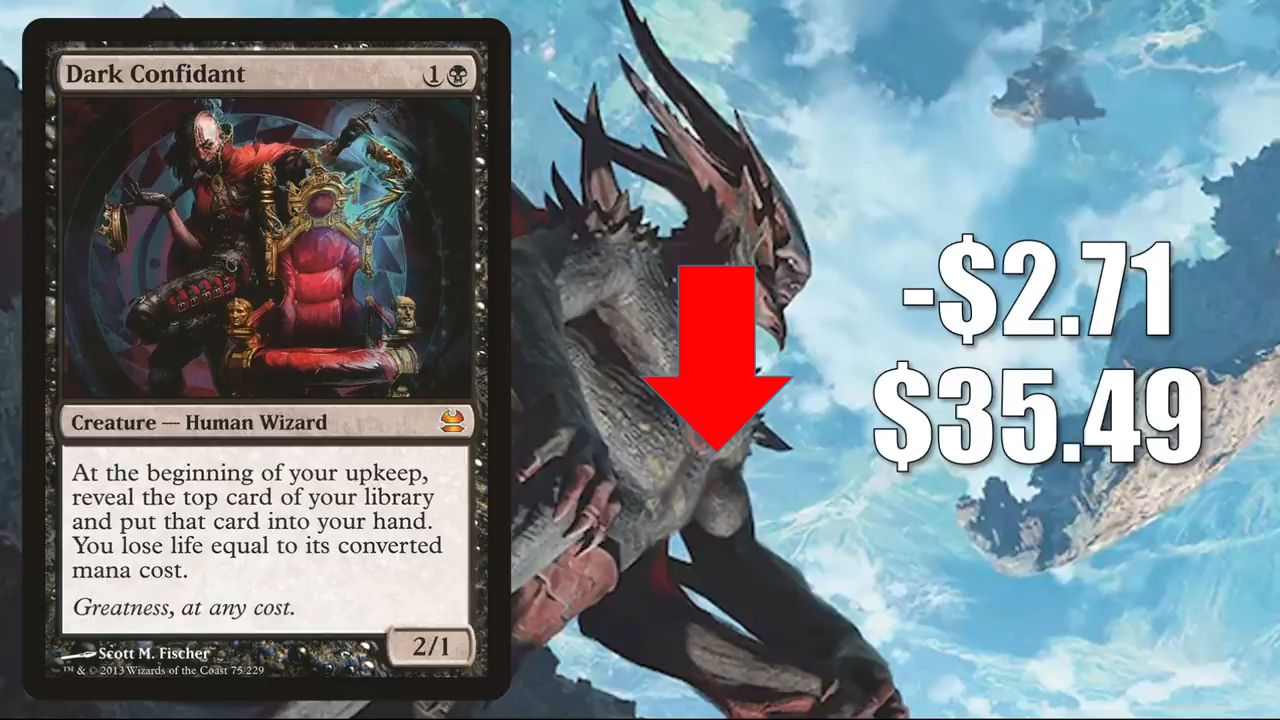 Dark Confidant
1
Creature — Human Wizard
At the beginning of your upkeep,
reveal the top card of your library
and put that card into your hand.
You lose life equal to its converted
mana cost.
Greatness, at any cost.
2/1
Scott M. Fischer
™ & © 2013 Wizards of the Coast 75/229
-$2.71
$35.49